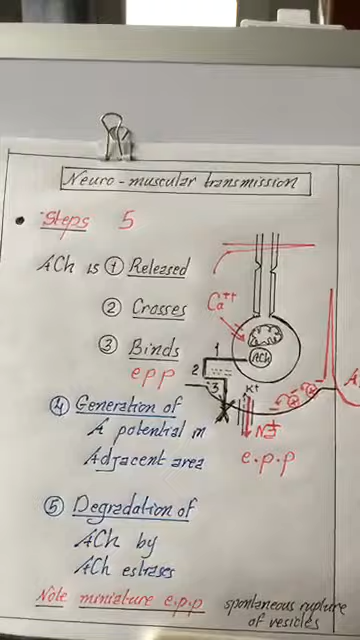 Neuro-muscular transmission
• Steps 5
ACh is ① Released
② Crosses
③ Binds
epp
④ Generation of
A potential in
Adjacent area
⑤ Degradation of
ACh by
ACh estrases
Note miniature e.p.p spontaneous rupture
of vesicles
Ca++
ACh
1
2
3
K+
Na+
e.p.p
A